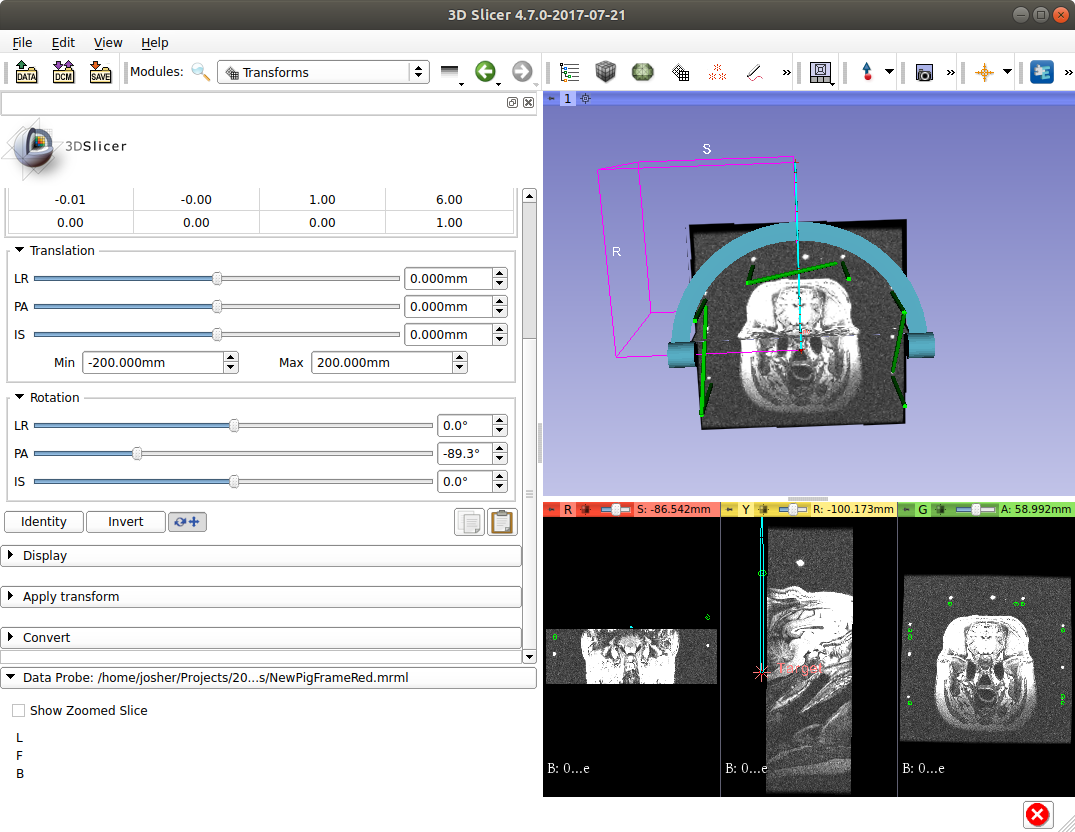 3D Slicer 4.7.0-2017-07-21
File Edit View Help
DATA DCM SAVE Modules: Transforms
1
3DSlicer
-0.01 -0.00 1.00 6.00
0.00 0.00 0.00 1.00
Translation
LR 0.000mm
PA 0.000mm
IS 0.000mm
Min -200.000mm Max 200.000mm
Rotation
LR 0.0°
PA -89.3°
IS 0.0°
Identity Invert
Display
Apply transform
Convert
Data Probe: /home/josher/Projects/20...s/NewPigFrameRed.mrml
Show Zoomed Slice
L
F
B
S
R
R S: -86.542mm
Y R: -100.173mm
G A: 58.992mm
target
B: 0...e
B: 0...e
B: 0...e